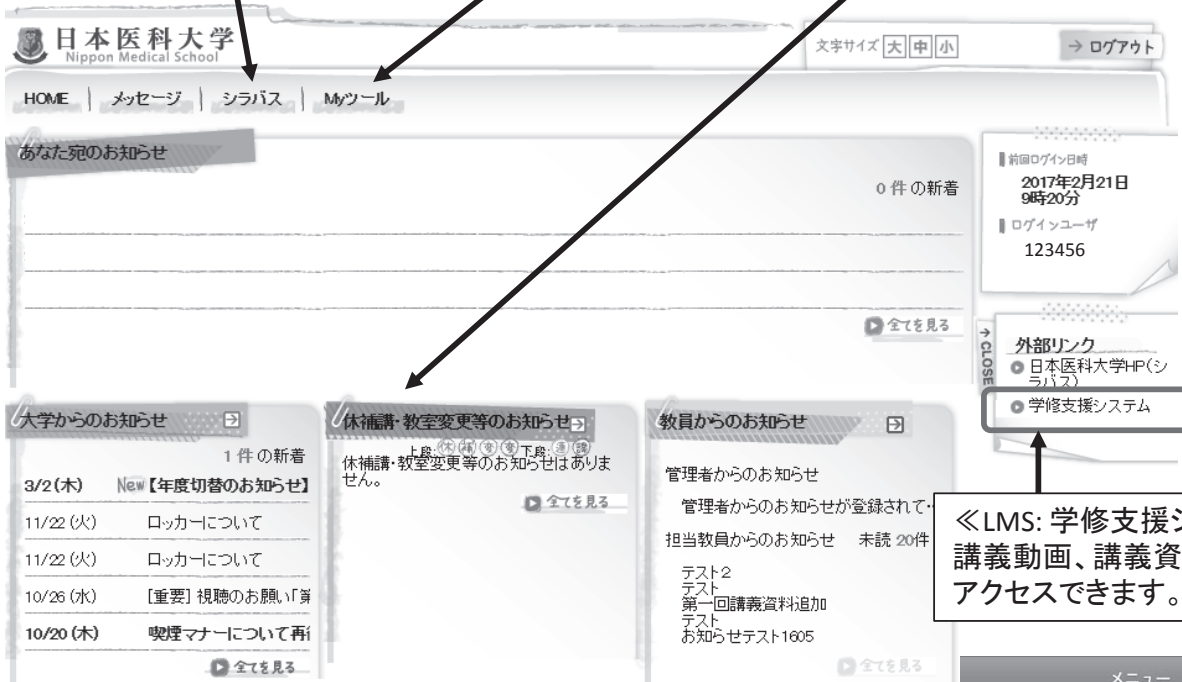 日本医科大学
Nippon Medical School
文字サイズ 大 中 小
→ ログアウト
HOME | メッセージ | シラバス | Myツール
あなた宛のお知らせ
0 件 の新着
全てを見る
前回ログイン日時
2017年2月21日
9時20分
ログインユーザ
123456
→ CLOSE
外部リンク
日本医科大学HP(シ
ラバス)
学修支援システム
≪LMS: 学修支援シ
講義動画、講義資
アクセスできます。
メニュー
大学からのお知らせ
1 件 の新着
3/2(木) New【年度切替のお知らせ】
11/22(火) ロッカーについて
11/22(火) ロッカーについて
10/26(水) [重要] 視聴のお願い「第
10/20(木) 喫煙マナーについて再
全てを見る
休補講・教室変更等のお知らせ
上段:休補変変下段:連
休補講・教室変更等のお知らせはありま
せん。
全てを見る
教員からのお知らせ
管理者からのお知らせ
管理者からのお知らせが登録されて・
担当教員からのお知らせ 未読 20件
テスト2
テスト
第一回講義資料追加
テスト
お知らせテスト1605
全てを見る